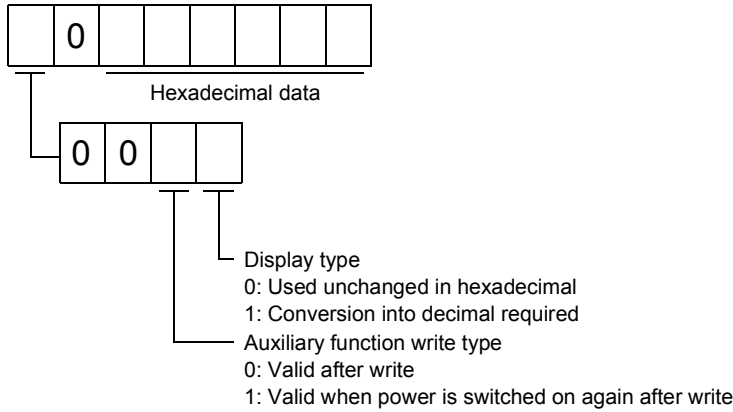 0
Hexadecimal data
0 0
Display type
0: Used unchanged in hexadecimal
1: Conversion into decimal required
Auxiliary function write type
0: Valid after write
1: Valid when power is switched on again after write